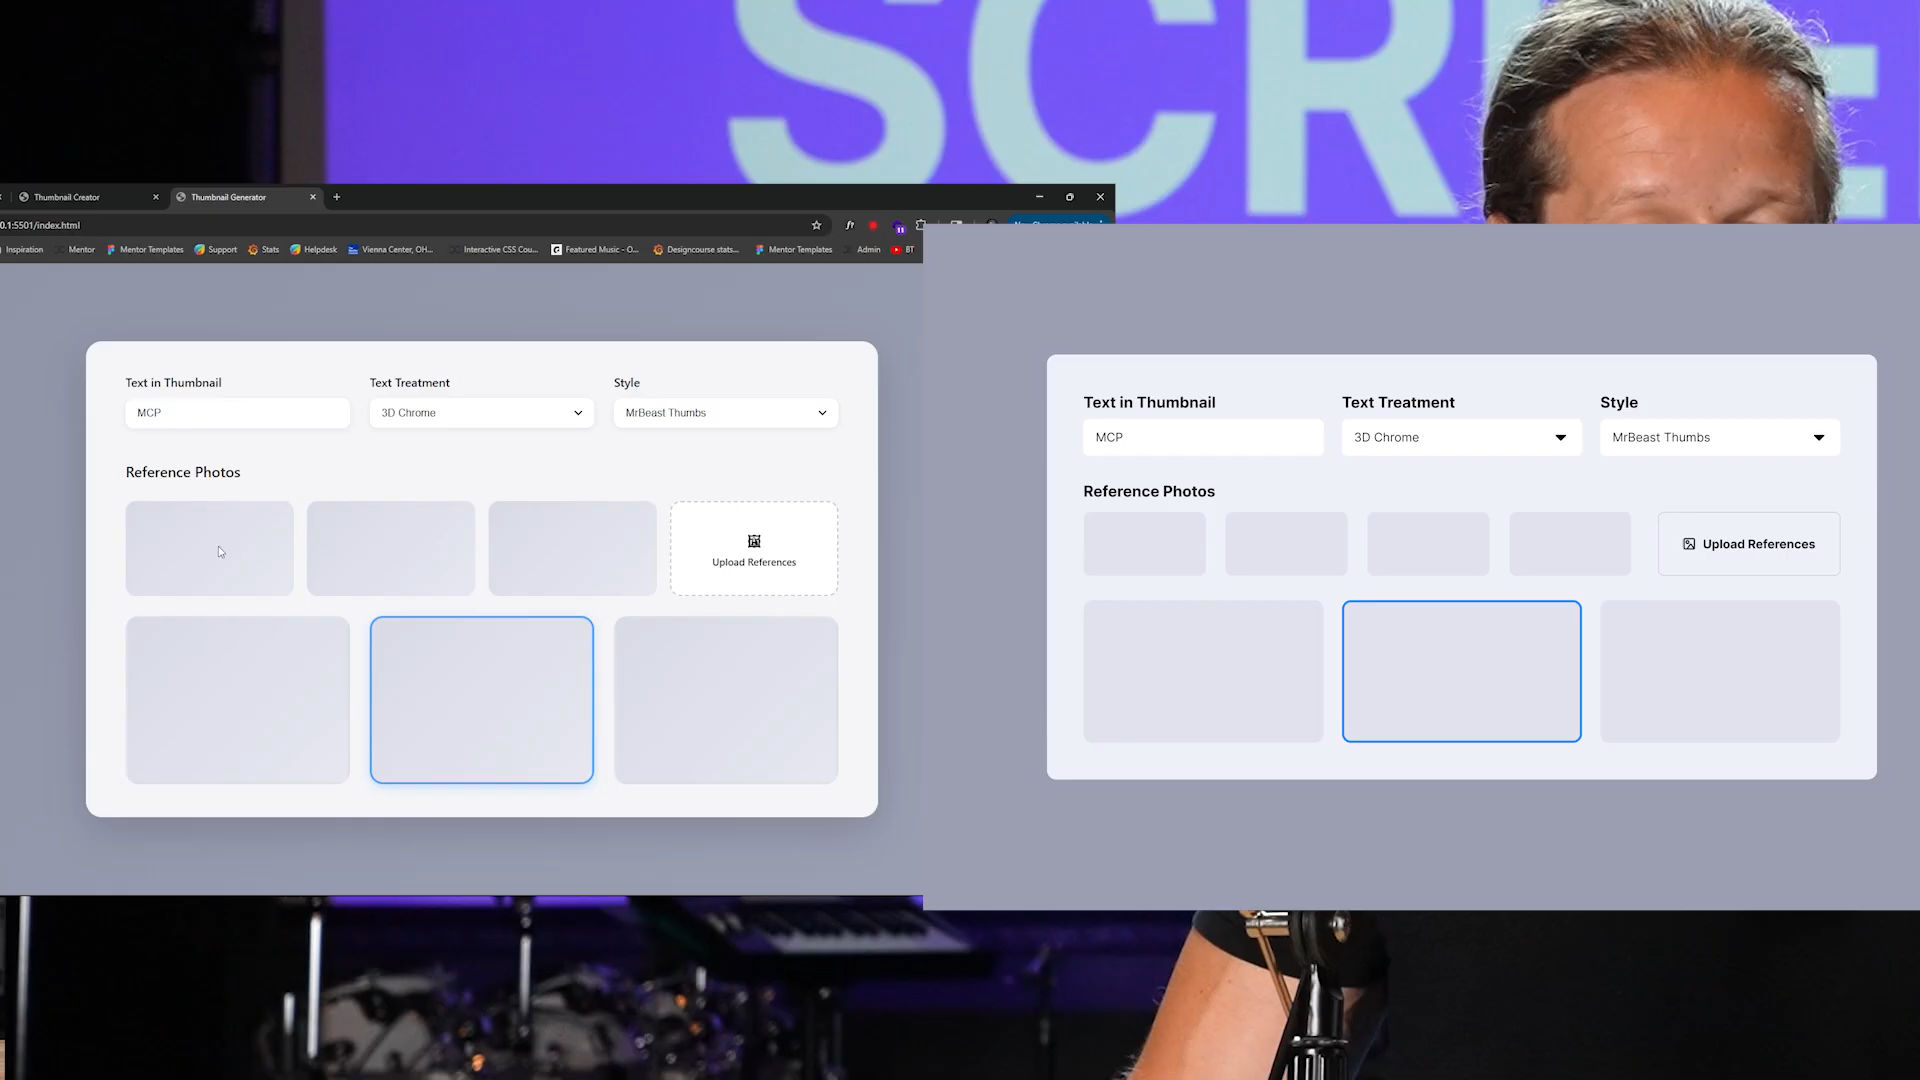 SCRI
Thumbnail Creator
Thumbnail Generator
0.1:5501/index.html
11
Inspiration
Mentor
Mentor Templates
Support
Stats
Helpdesk
Vienna Center, OH...
Interactive CSS Cou...
Featured Music - O...
Designcourse stats...
Mentor Templates
Admin
BT
Text in Thumbnail
Text Treatment
Style
MCP
3D Chrome
MrBeast Thumbs
Reference Photos
Upload References
Text in Thumbnail
Text Treatment
Style
MCP
3D Chrome
MrBeast Thumbs
Reference Photos
Upload References